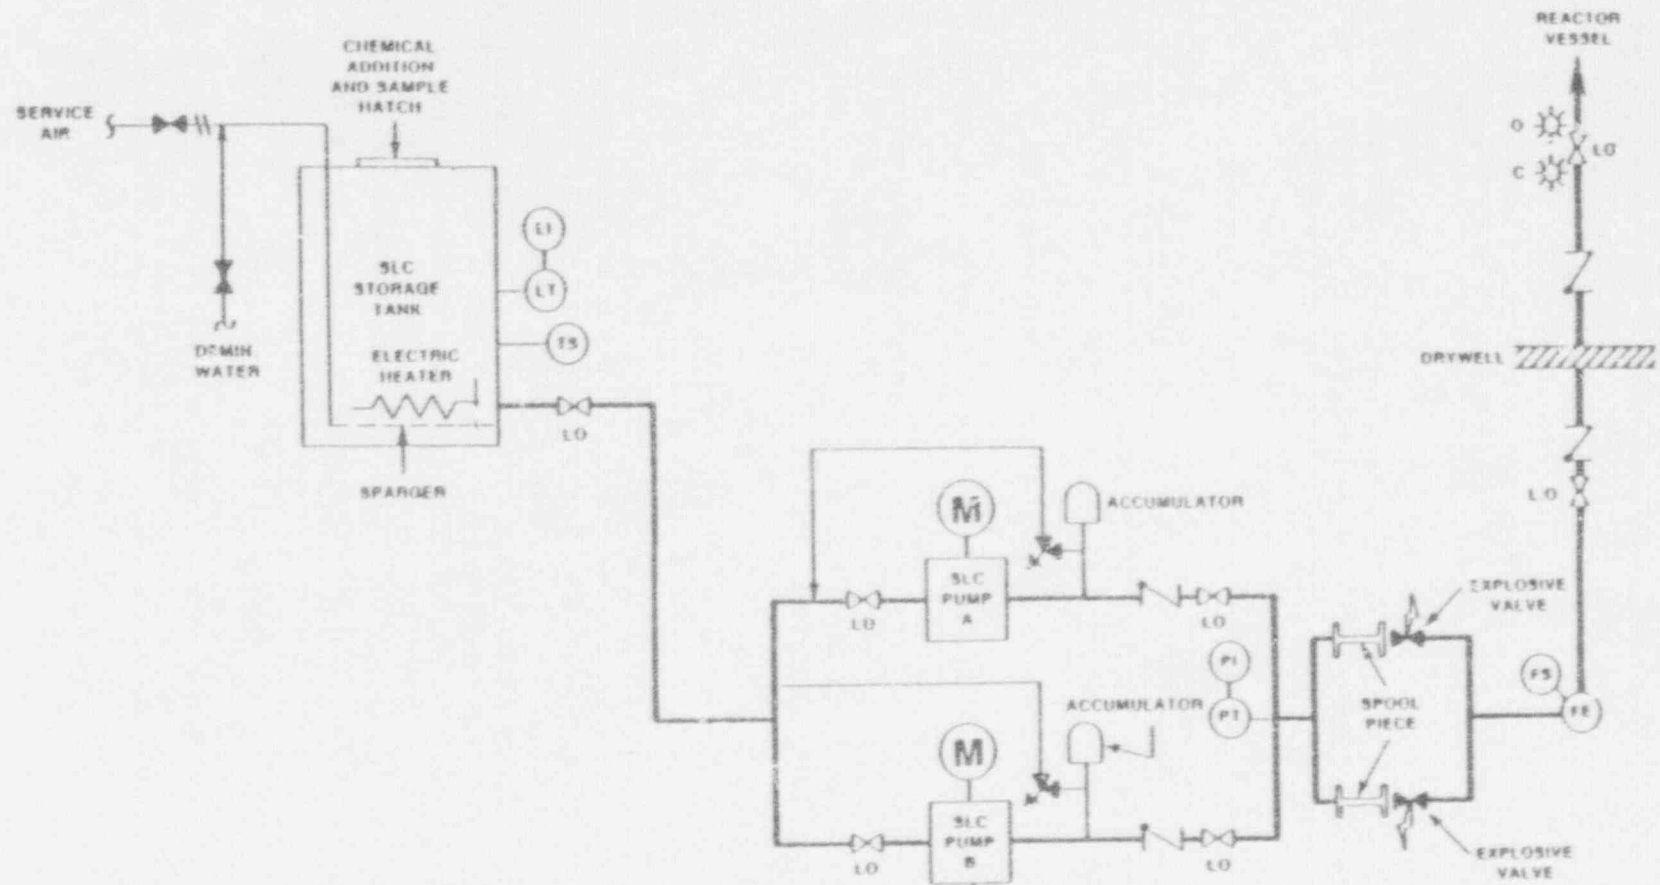 REACTOR
VESSEL
CHEMICAL
ADDITION
AND SAMPLE
HATCH
SERVICE
AIR
O
LO
C
LI
SLC
STORAGE
TANK
LT
TS
DEMIN
WATER
ELECTRIC
HEATER
DRYWELL
LO
SPARGER
LO
M
ACCUMULATOR
SLC
PUMP
A
EXPLOSIVE
VALVE
LO
LO
PI
FS
ACCUMULATOR
PT
SPOOL
PIECE
FE
M
SLC
PUMP
B
LO
LO
EXPLOSIVE
VALVE